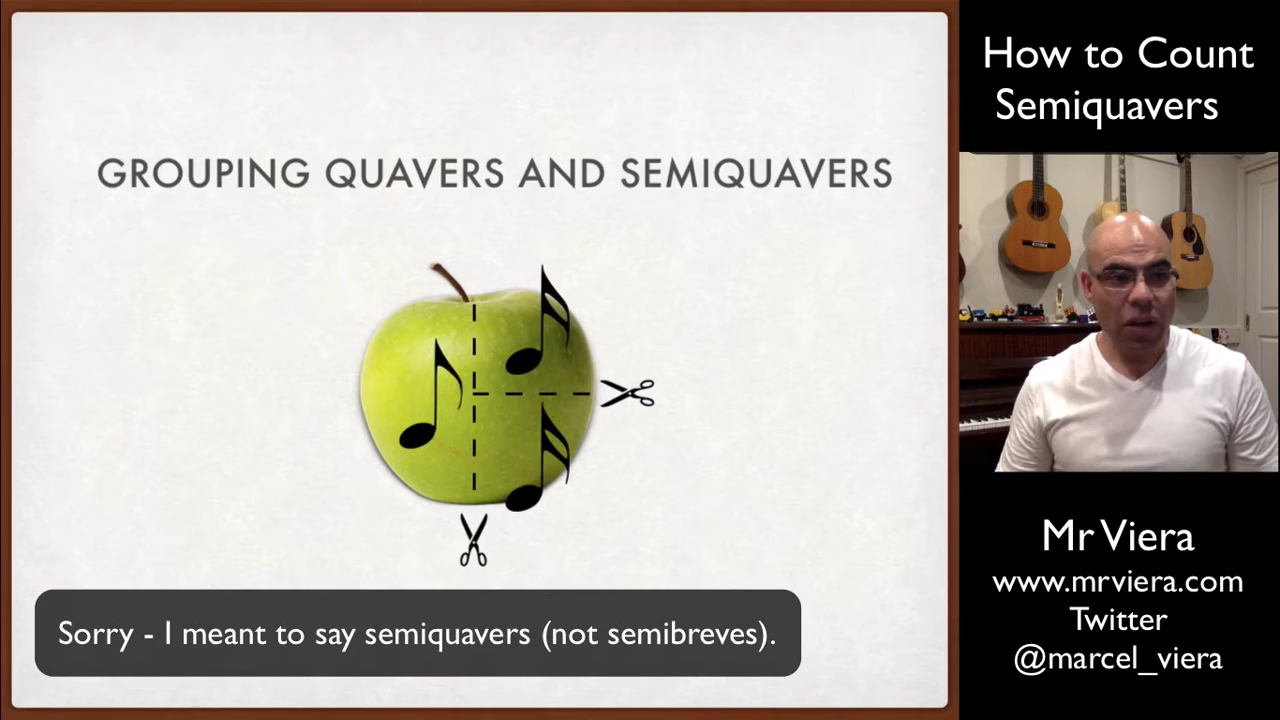 GROUPING QUAVERS AND SEMIQUAVERS
Sorry - I meant to say semiquavers (not semibreves).
How to Count
Semiquavers
Mr Viera
www.mrviera.com
Twitter
@marcel_viera